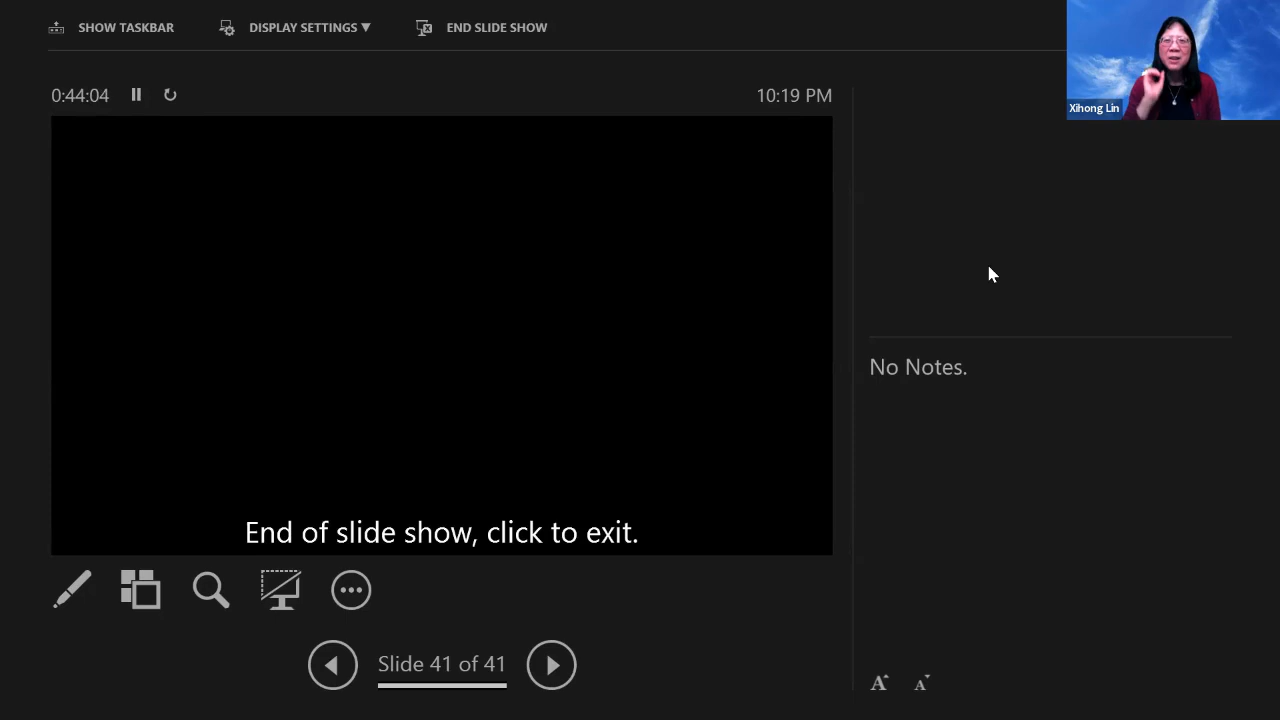 SHOW TASKBAR
DISPLAY SETTINGS ▼
END SLIDE SHOW
Xihong Lin
0:44:04
10:19 PM
End of slide show, click to exit.
No Notes.
Slide 41 of 41
A
A